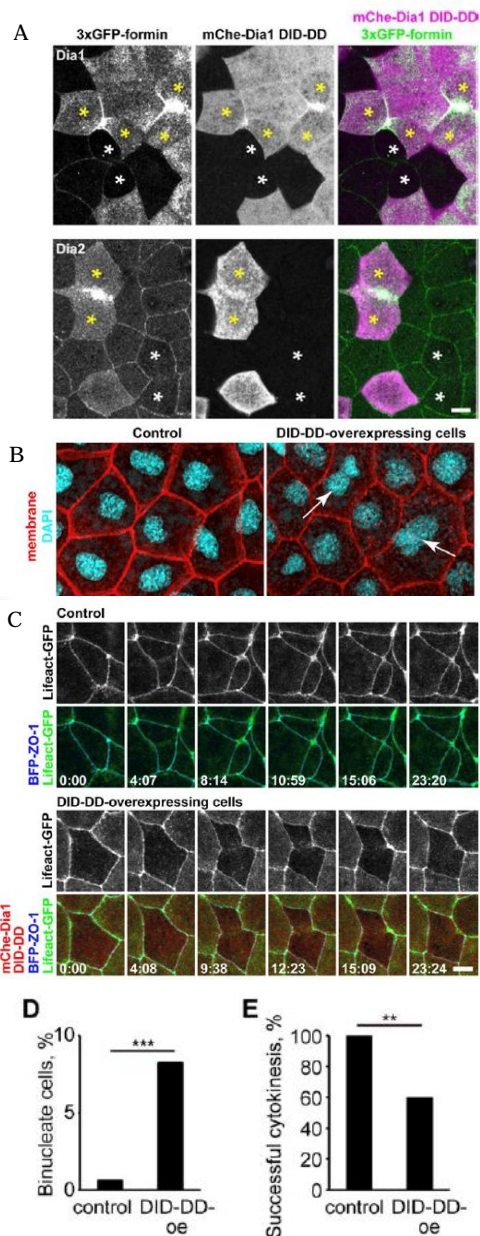 A
3xGFP-formin
mChe-Dia1 DID-DD
mChe-Dia1 DID-DD
3xGFP-formin
Dia1
Dia2
B
Control
DID-DD-overexpressing cells
membrane
DAPI
C
Control
Lifeact-GFP
BFP-ZO-1
Lifeact-GFP
0:00
4:07
8:14
10:59
15:06
23:20
DID-DD-overexpressing cells
Lifeact-GFP
mChe-Dia1
DID-DD
BFP-ZO-1
Lifeact-GFP
0:00
4:08
9:38
12:23
15:09
23:24
D
Binucleate cells, %
10
5
0
***
control
DID-DD-
oe
E
Successful cytokinesis, %
100
80
60
40
20
0
**
control
DID-DD-
oe